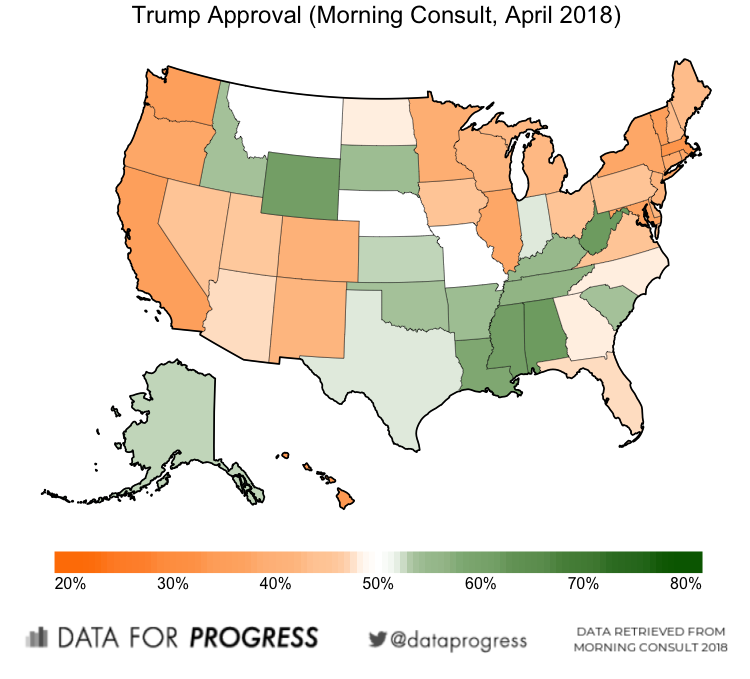 Trump Approval (Morning Consult, April 2018)
20% 30% 40% 50% 60% 70% 80%
DATA FOR PROGRESS @dataprogress DATA RETRIEVED FROM
MORNING CONSULT 2018